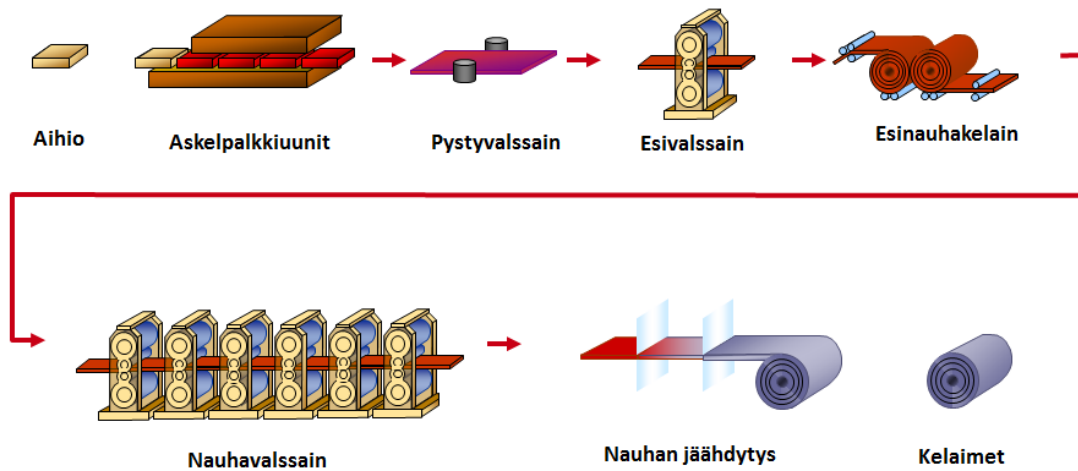 Aihio
Askelpalkkiuunit
Pystyvalssain
Esivalssain
Esinauhakelain
Nauhavalssain
Nauhan jäähdytys
Kelaimet